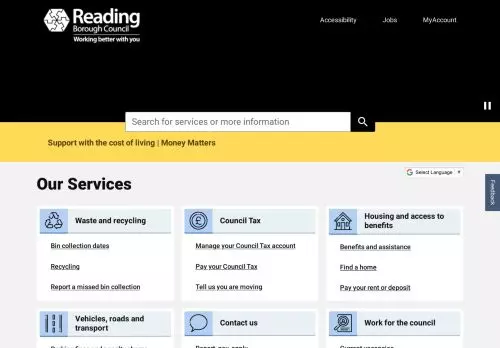 Reading
Borough Council
Working better with you
Accessibility
Jobs
MyAccount
Search for services or more information
Support with the cost of living | Money Matters
Select Language
Feedback
Our Services
Waste and recycling
Bin collection dates
Recycling
Report a missed bin collection
Council Tax
Manage your Council Tax account
Pay your Council Tax
Tell us you are moving
Housing and access to
benefits
Benefits and assistance
Find a home
Pay your rent or deposit
Vehicles, roads and
transport
Contact us
Work for the council